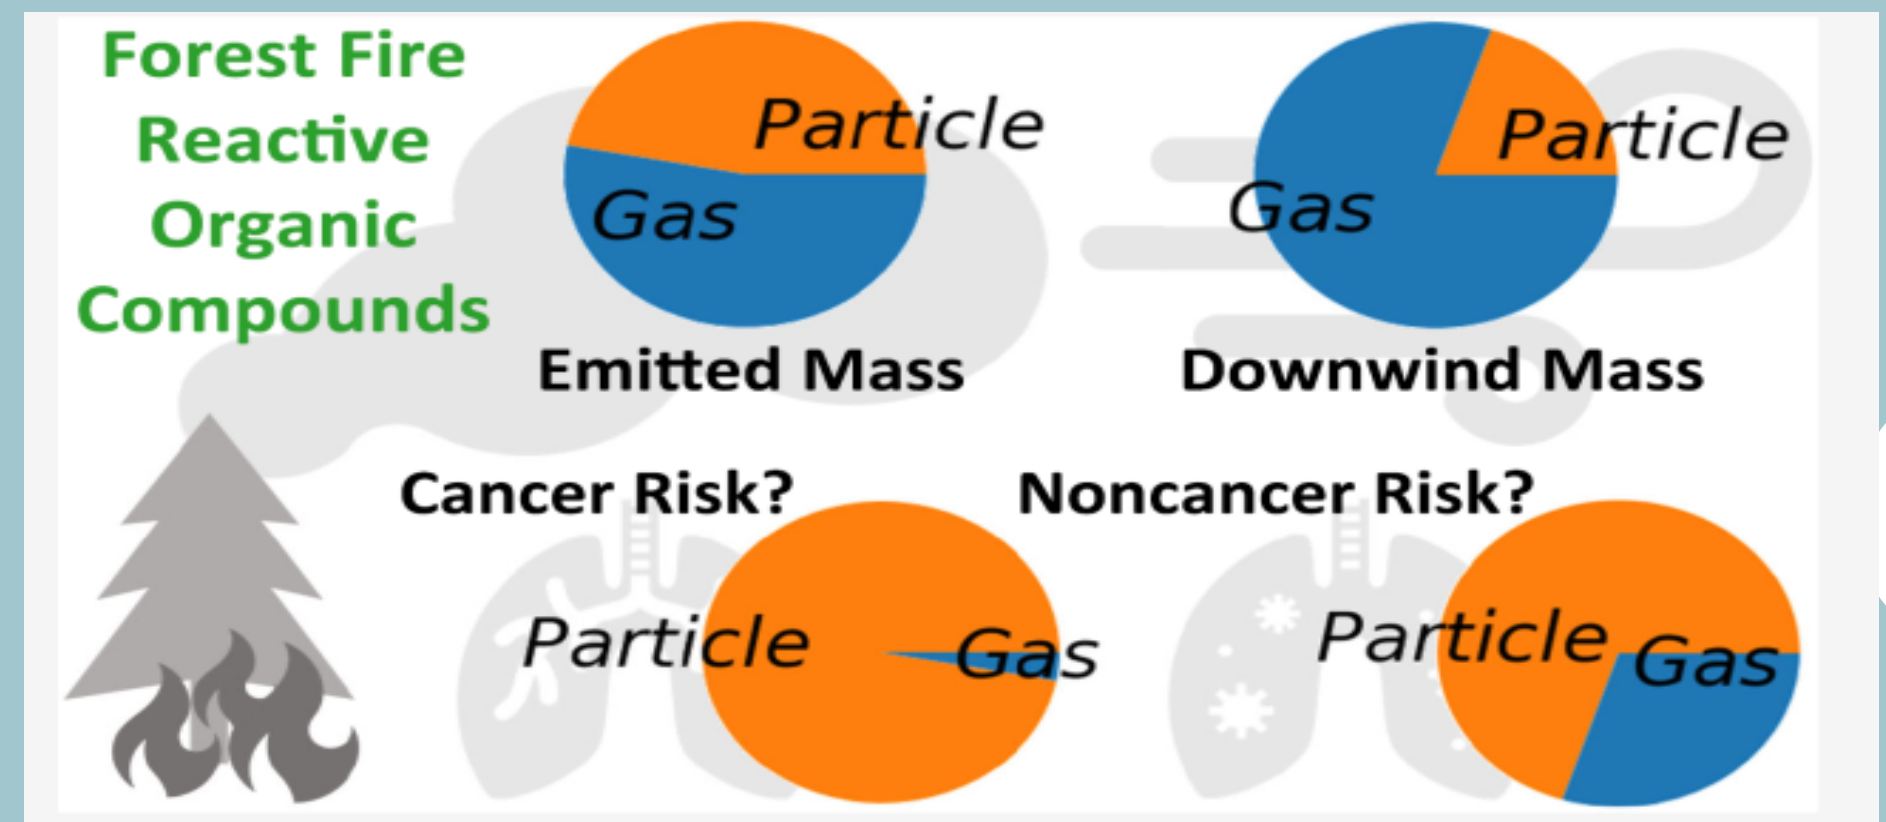 Forest Fire
Reactive
Organic
Compounds
Particle
Gas
Emitted Mass
Particle
Gas
Downwind Mass
Cancer Risk?
Particle
Gas
Noncancer Risk?
Particle
Gas